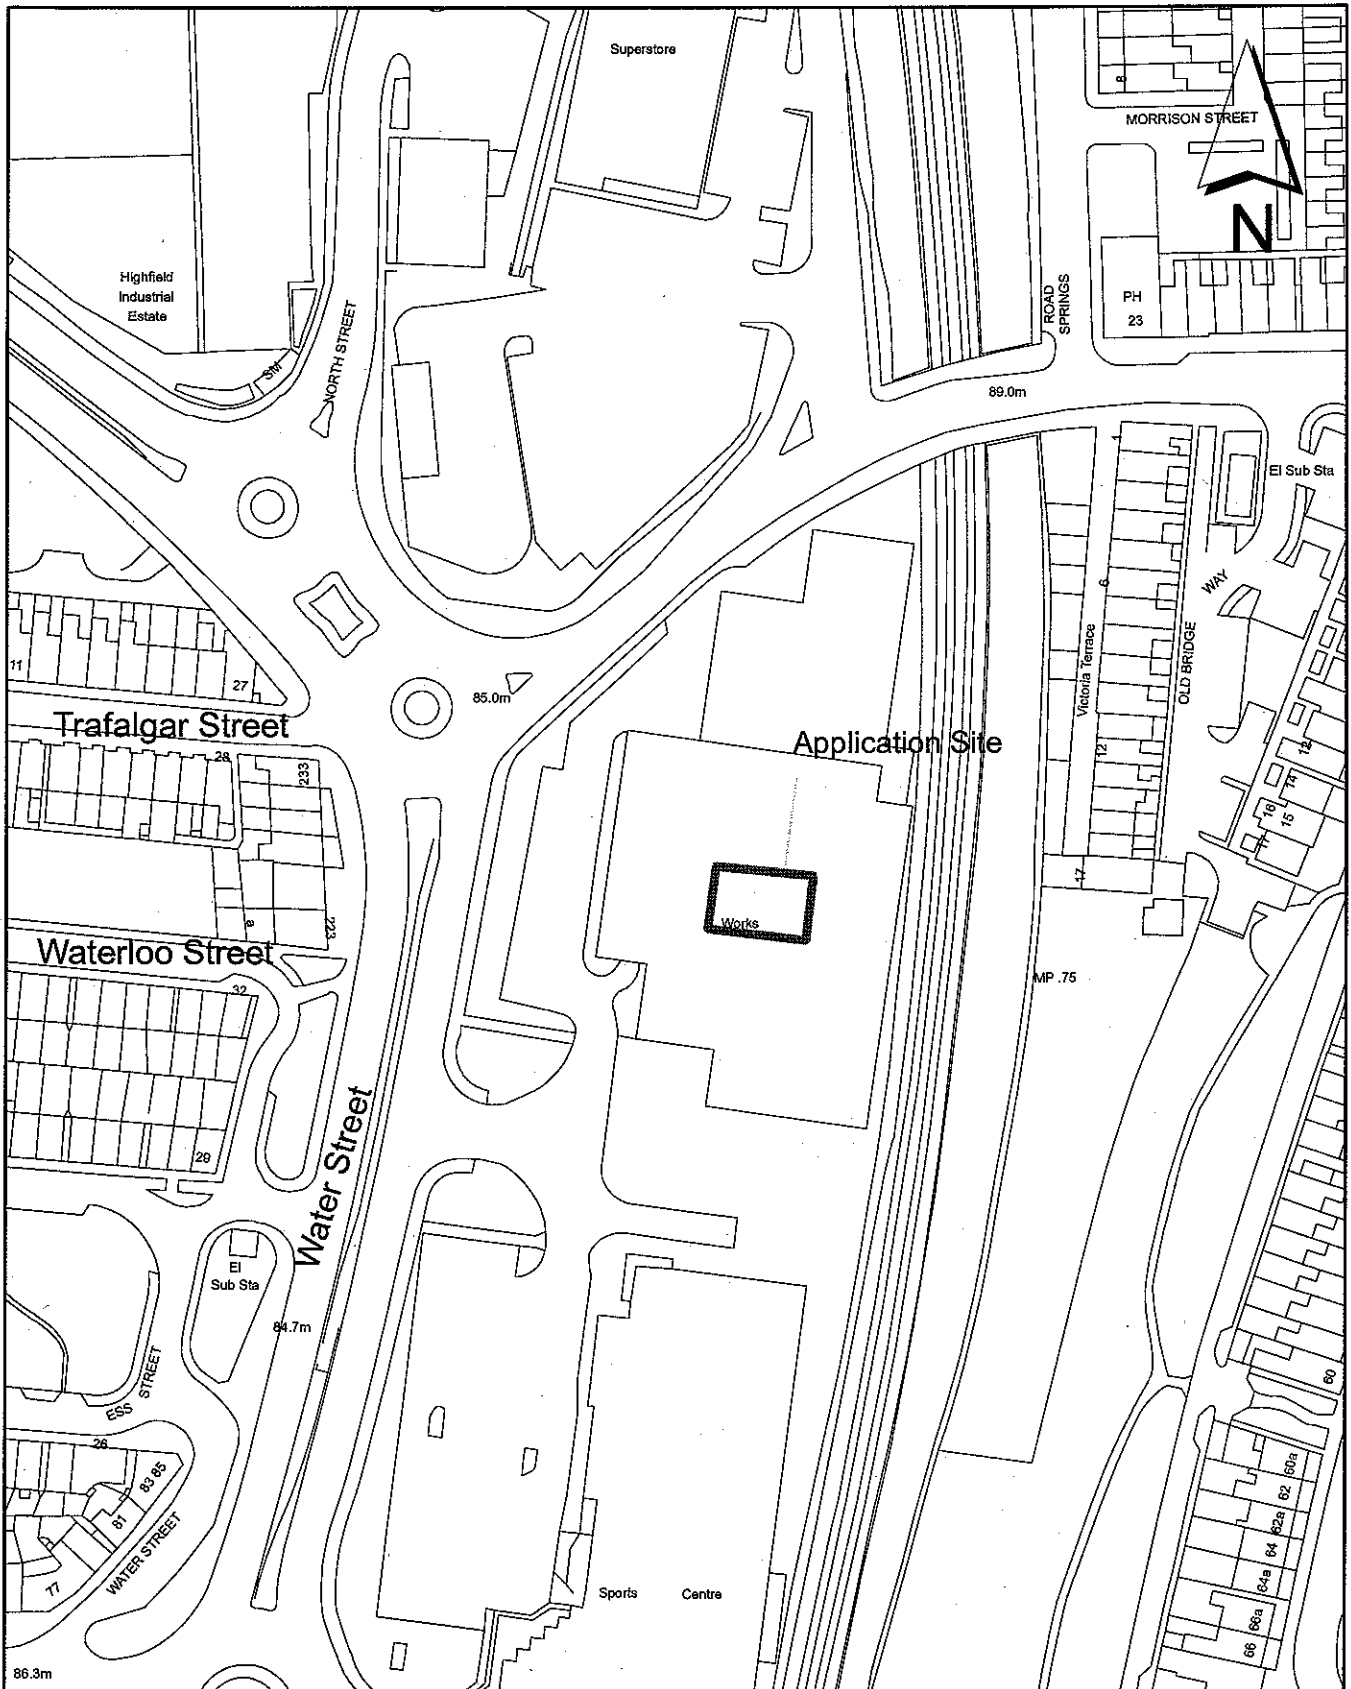 Superstore
8
MORRISON STREET
N
Highfield
Industrial
Estate
NORTH STREET
SM
ROAD
SPRINGS
PH
23
89.0m
1
El Sub Sta
6
WAY
Victoria Terrace
OLD BRIDGE
11
27
85.0m
Trafalgar Street
28
233
Application Site
12
12
14
16
15
17
17
a
223
Works
Waterloo Street
32
MP .75
29
Water Street
El
Sub Sta
84.7m
ESS STREET
60
26
83 85
81
77
WATER STREET
60a
62
62a
64
64a
66a
66
Sports Centre
86.3m